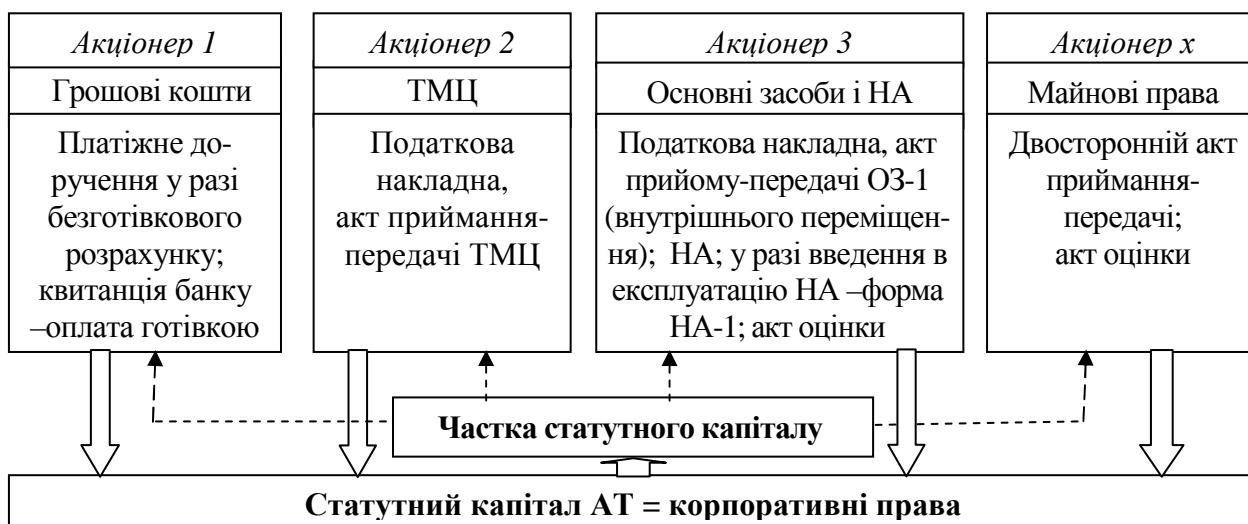 Акціонер 1
Грошові кошти
Платіжне до-
ручення у разі
безготівкового
розрахунку;
квитанція банку
–оплата готівкою
Акціонер 2
ТМЦ
Податкова
накладна,
акт приймання-
передачі ТМЦ
Акціонер 3
Основні засоби і НА
Податкова накладна, акт
прийому-передачі ОЗ-1
(внутрішнього переміщен-
ня);  НА; у разі введення в
експлуатацію НА –форма
НА-1; акт оцінки
Акціонер х
Майнові права
Двосторонній акт
приймання-
передачі;
акт оцінки
Частка статутного капіталу
Статутний капітал АТ = корпоративні права